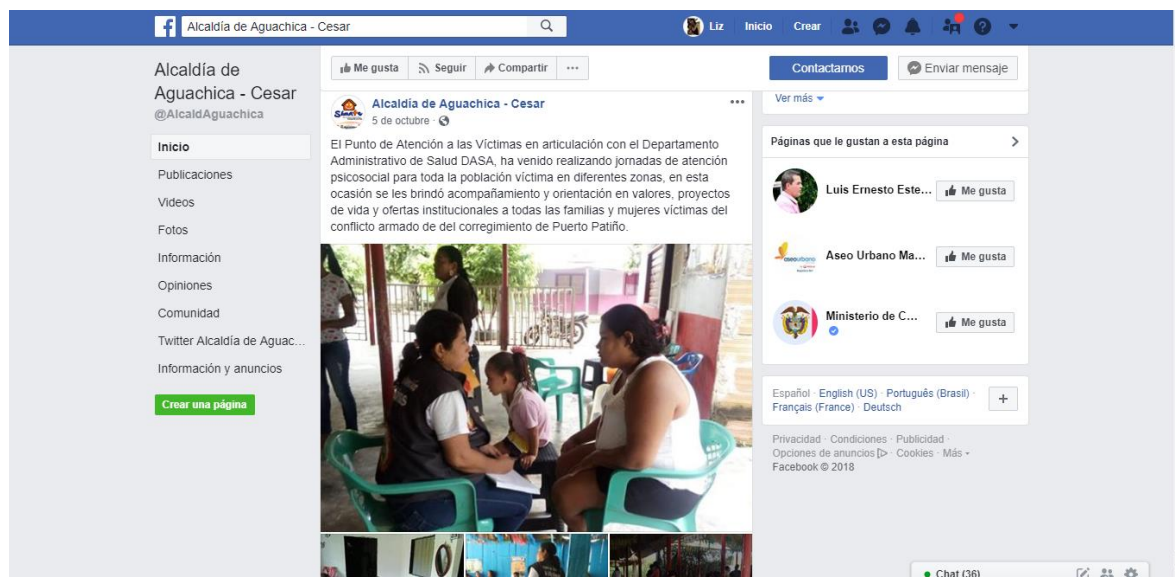 Alcaldía de Aguachica - Cesar
Liz Inicio Crear
Alcaldía de
Aguachica - Cesar
@AlcaldAguachica
Inicio
Publicaciones
Videos
Fotos
Información
Opiniones
Comunidad
Twitter Alcaldía de Aguac...
Información y anuncios
Crear una página
Me gusta Seguir Compartir ...
Contactarnos Enviar mensaje
Alcaldía de Aguachica - Cesar
5 de octubre ·
El Punto de Atención a las Víctimas en articulación con el Departamento
Administrativo de Salud DASA, ha venido realizando jornadas de atención
psicosocial para toda la población víctima en diferentes zonas, en esta
ocasión se les brindó acompañamiento y orientación en valores, proyectos
de vida y ofertas institucionales a todas las familias y mujeres víctimas del
conflicto armado de del corregimiento de Puerto Patiño.
Ver más
Páginas que le gustan a esta página
Luis Ernesto Este... Me gusta
Aseo Urbano Ma... Me gusta
Ministerio de C... Me gusta
Español · English (US) · Português (Brasil) ·
Français (France) · Deutsch
Privacidad · Condiciones · Publicidad ·
Opciones de anuncios · Cookies · Más
Facebook © 2018
Chat (36)